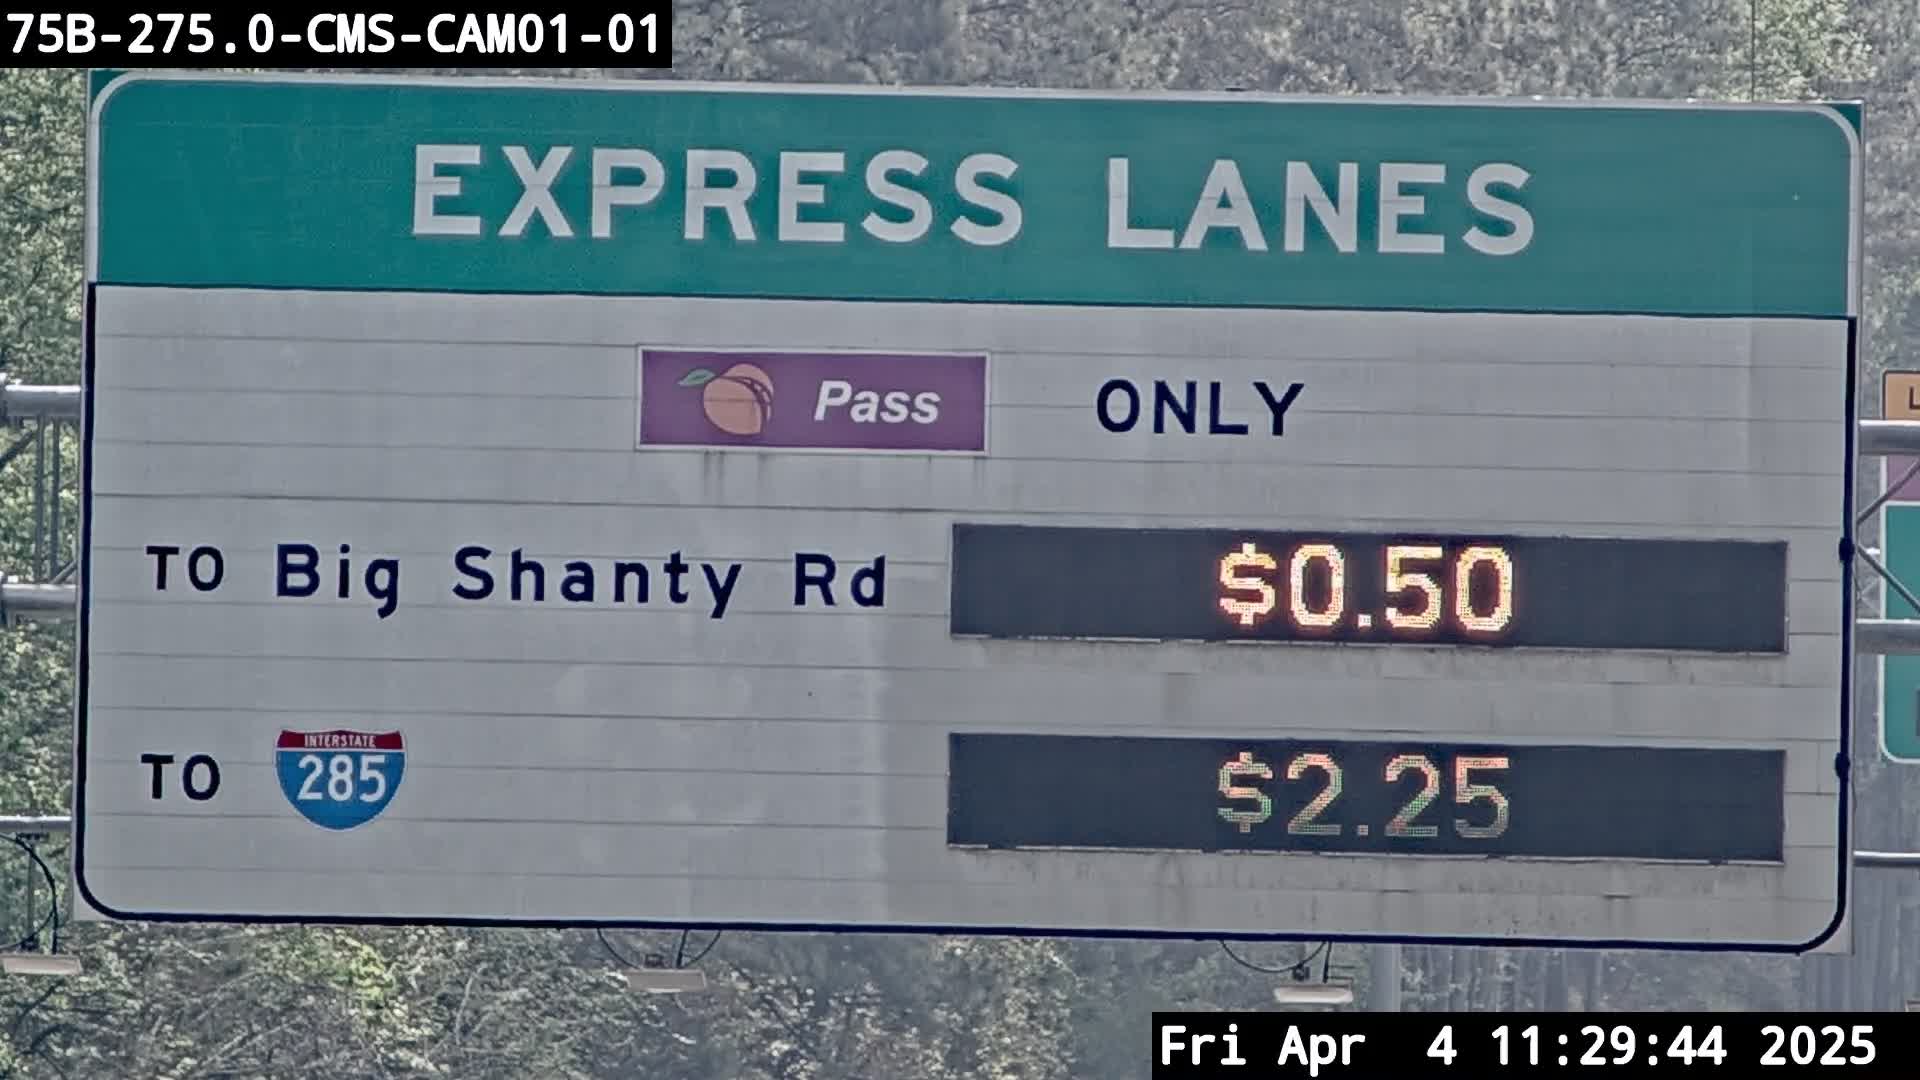 75B-275.0-CMS-CAM01-01
EXPRESS LANES
Pass ONLY
TO Big Shanty Rd $0.50
TO INTERSTATE 285 $2.25
Fri Apr 4 11:29:44 2025